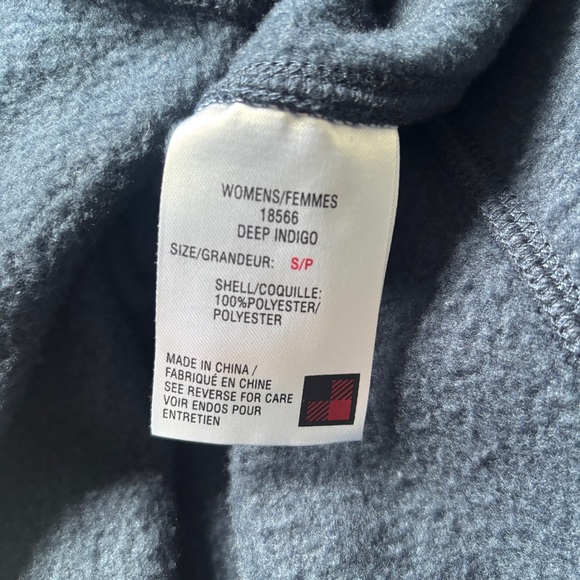 WOMENS/FEMMES
18566
DEEP INDIGO
SIZE/GRANDEUR: S/P
SHELL/COQUILLE:
100%POLYESTER/
POLYESTER
MADE IN CHINA /
FABRIQUÉ EN CHINE
SEE REVERSE FOR CARE
VOIR ENDOS POUR
ENTRETIEN